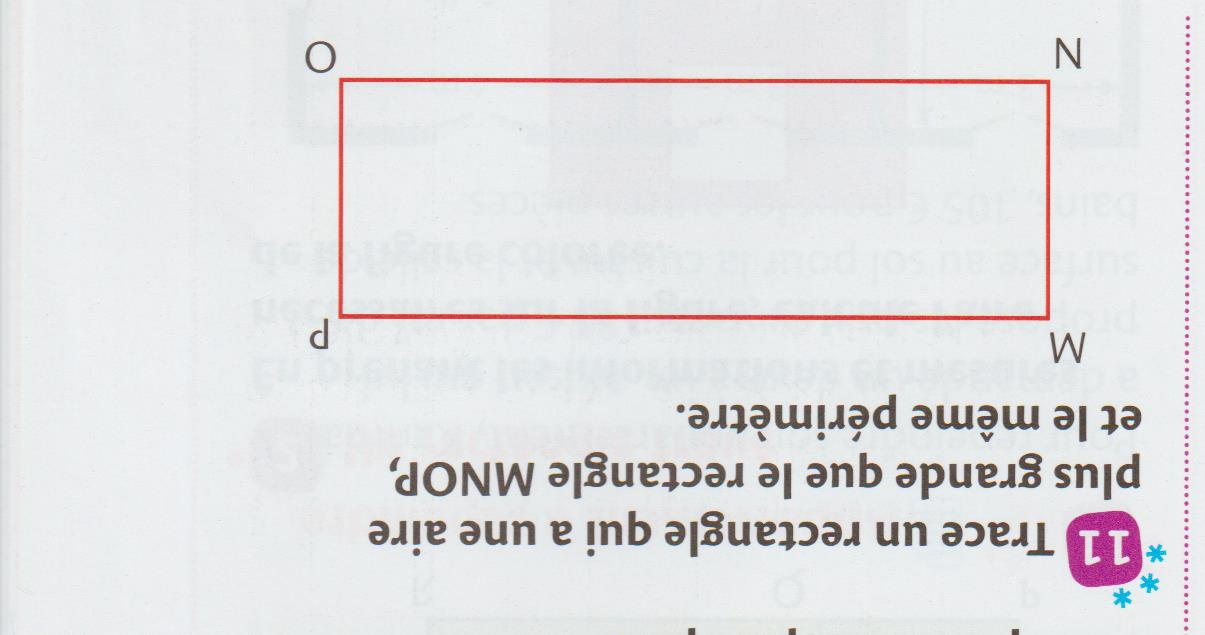 11 Trace un rectangle qui a une aire
plus grande que le rectangle MNOP,
et le même périmètre.
M P
N O